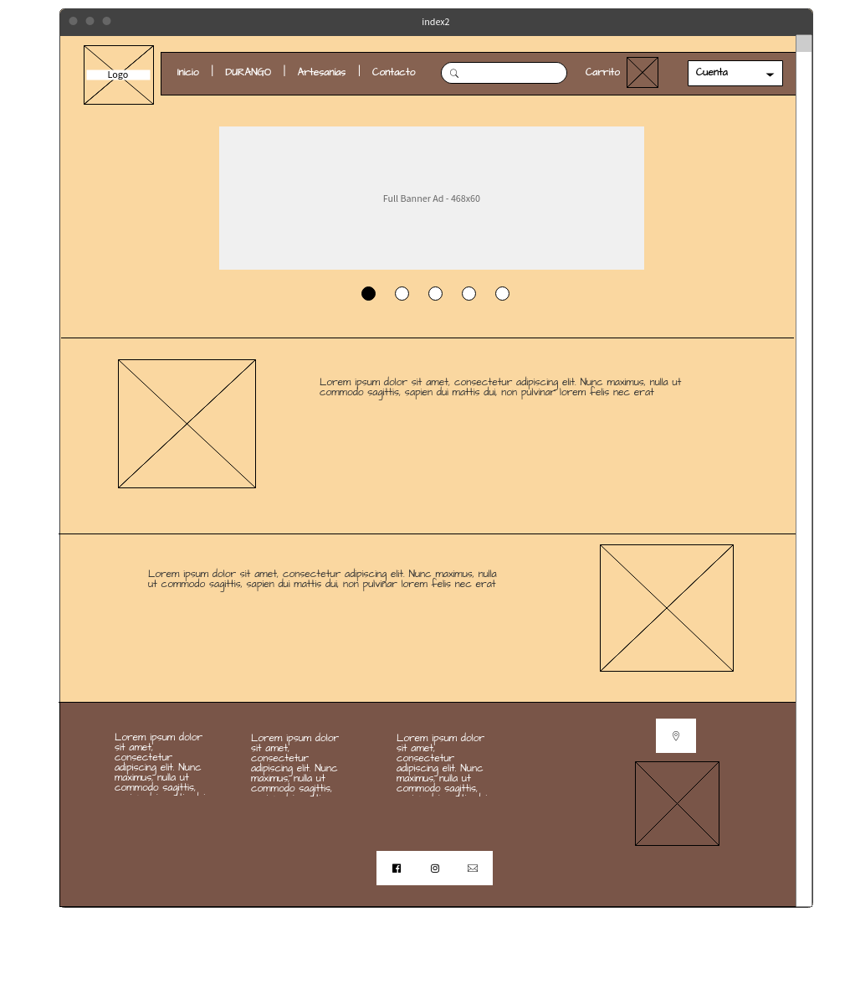 index2
Logo
Inicio | DURANGO | Artesanias | Contacto
Carrito
Cuenta
Full Banner Ad - 468x60
Lorem ipsum dolor sit amet, consectetur adipiscing elit. Nunc maximus, nulla ut
commodo sagittis, sapien dui mattis dui, non pulvinar lorem felis nec erat
Lorem ipsum dolor sit amet, consectetur adipiscing elit. Nunc maximus, nulla
ut commodo sagittis, sapien dui mattis dui, non pulvinar lorem felis nec erat
Lorem ipsum dolor
sit amet,
consectetur
adipiscing elit. Nunc
maximus, nulla ut
commodo sagittis,
Lorem ipsum dolor
sit amet,
consectetur
adipiscing elit. Nunc
maximus, nulla ut
commodo sagittis,
Lorem ipsum dolor
sit amet,
consectetur
adipiscing elit. Nunc
maximus, nulla ut
commodo sagittis,